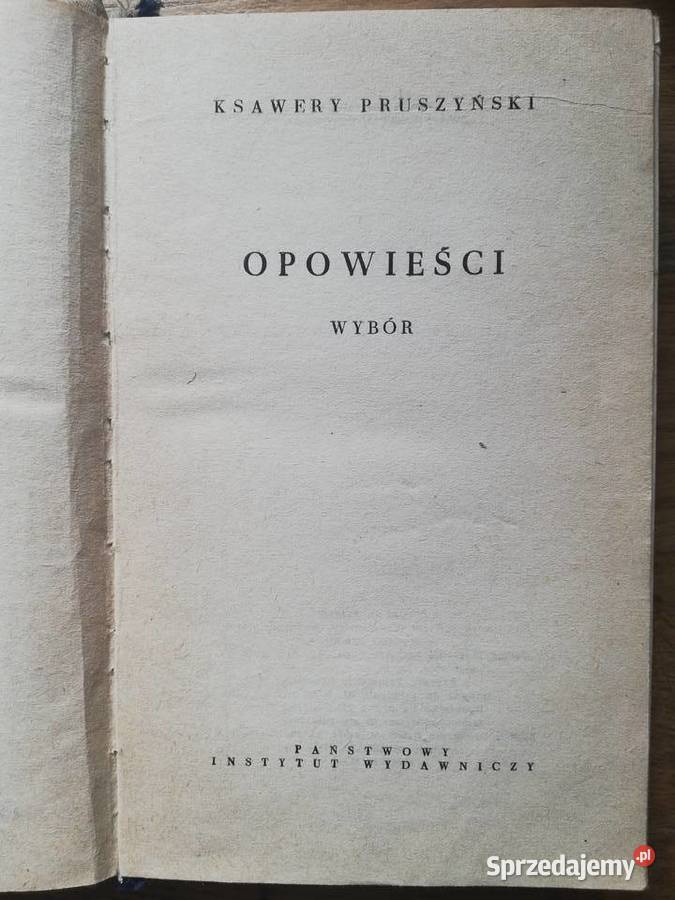 KSAWERY PRUSZYŃSKI
OPOWIEŚCI
WYBÓR
PAŃSTWOWY
INSTYTUT WYDAWNICZY
Sprzedajemy.pl